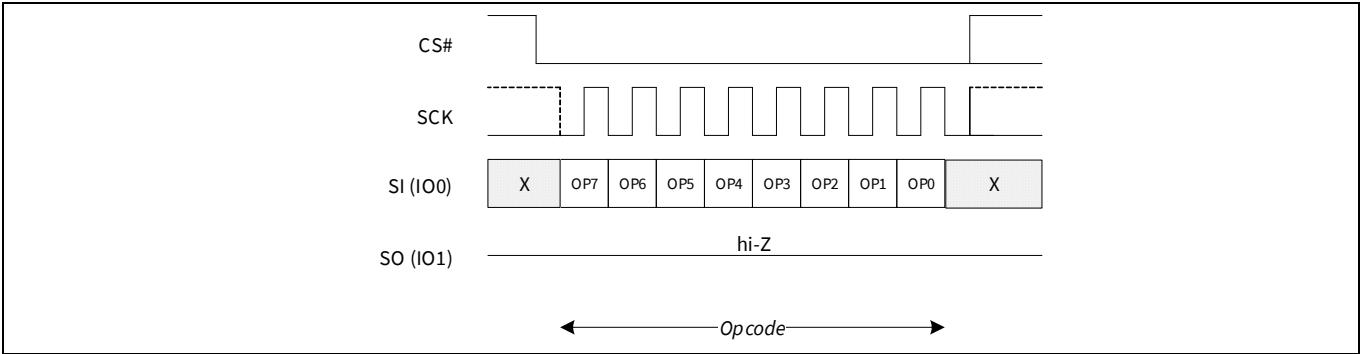 CS#
SCK
SI (IO0)
X OP7 OP6 OP5 OP4 OP3 OP2 OP1 OP0 X
SO (IO1)
hi-Z
Opcode